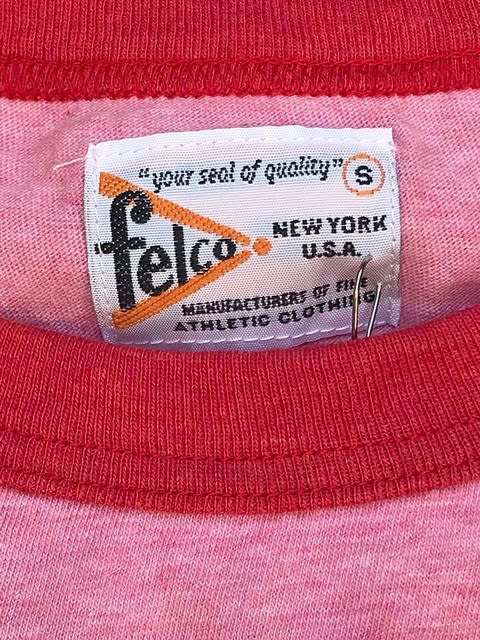 "your seal of quality" S
felco
NEW YORK
U.S.A.
MANUFACTURERS OF FINE
ATHLETIC CLOTHING